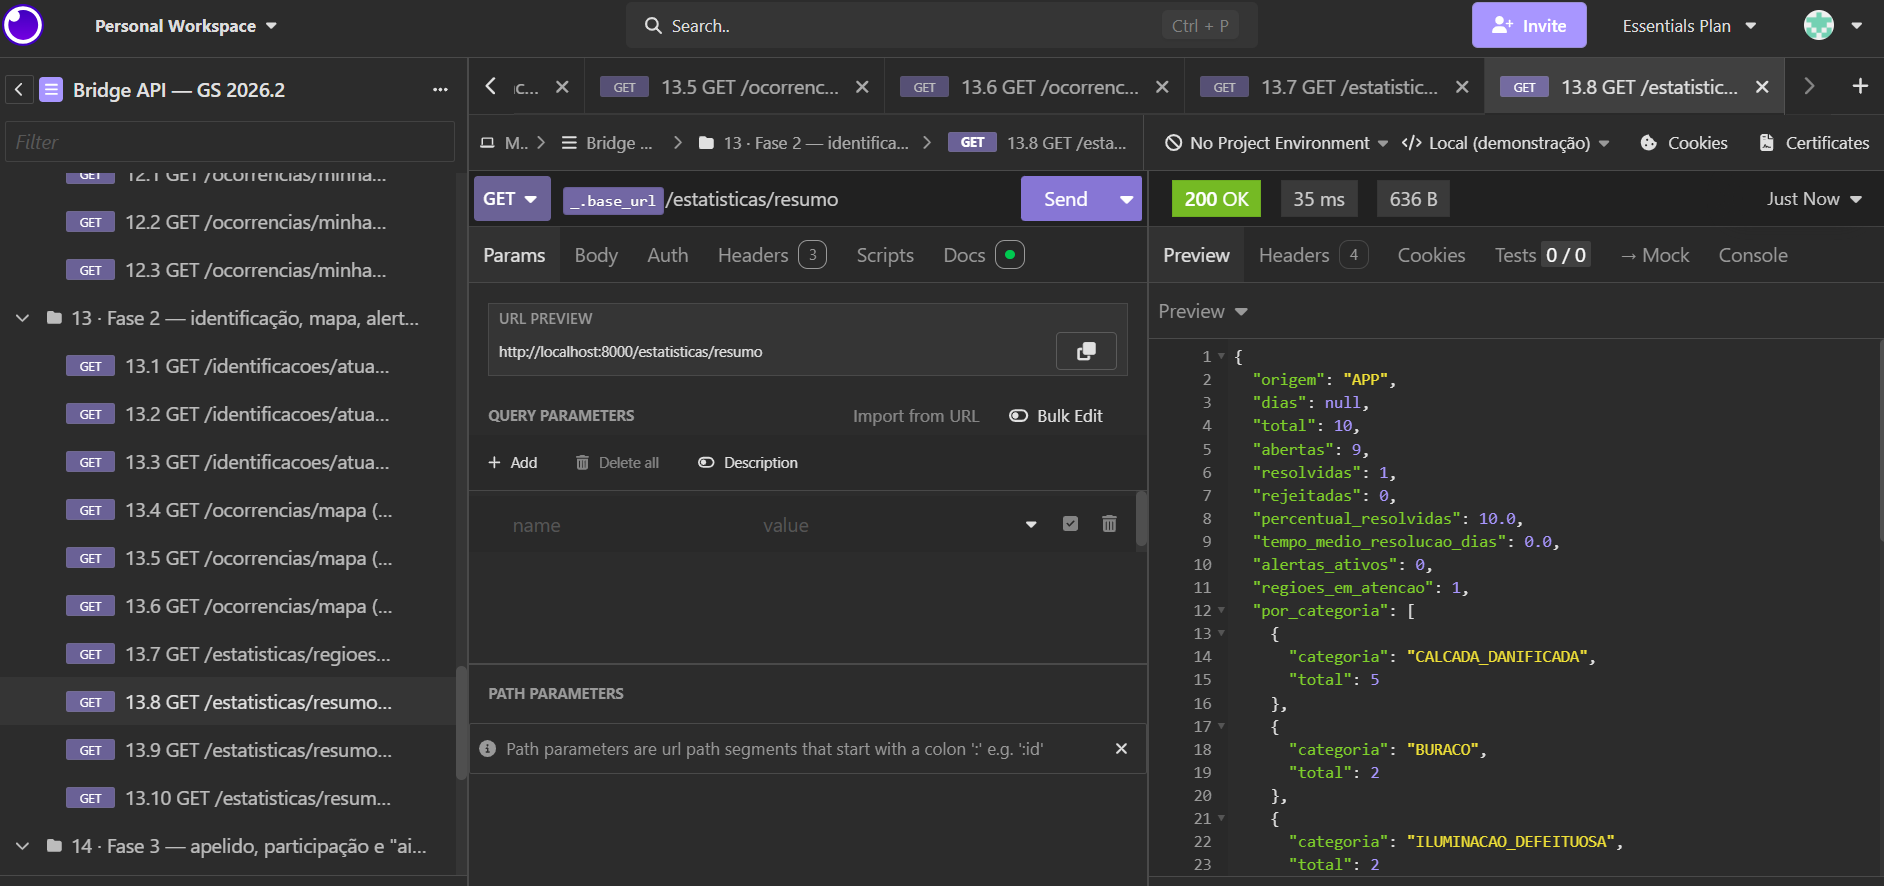 Personal Workspace
Search..
Ctrl + P
Invite
Essentials Plan
Bridge API — GS 2026.2
Filter
12.1 GET /ocorrencias/minha...
GET 12.2 GET /ocorrencias/minha...
GET 12.3 GET /ocorrencias/minha...
13 · Fase 2 — identificação, mapa, alert...
GET 13.1 GET /identificacoes/atua...
GET 13.2 GET /identificacoes/atua...
GET 13.3 GET /identificacoes/atua...
GET 13.4 GET /ocorrencias/mapa (...
GET 13.5 GET /ocorrencias/mapa (...
GET 13.6 GET /ocorrencias/mapa (...
GET 13.7 GET /estatisticas/regioes...
GET 13.8 GET /estatisticas/resumo...
GET 13.9 GET /estatisticas/resumo...
GET 13.10 GET /estatisticas/resum...
14 · Fase 3 — apelido, participação e "ai...
c...
GET 13.5 GET /ocorrenc...
GET 13.6 GET /ocorrenc...
GET 13.7 GET /estatistic...
GET 13.8 GET /estatistic...
M..
Bridge ...
13 · Fase 2 — identifica...
GET 13.8 GET /esta...
No Project Environment
Local (demonstração)
Cookies
Certificates
GET
_.base_url /estatisticas/resumo
Send
200 OK
35 ms
636 B
Just Now
Params
Body
Auth
Headers 3
Scripts
Docs
URL PREVIEW
http://localhost:8000/estatisticas/resumo
QUERY PARAMETERS
Import from URL
Bulk Edit
+ Add
Delete all
Description
name
value
PATH PARAMETERS
Path parameters are url path segments that start with a colon ':' e.g. ':id'
Preview
Headers 4
Cookies
Tests 0 / 0
→ Mock
Console
Preview
1 {
2 "origem": "APP",
3 "dias": null,
4 "total": 10,
5 "abertas": 9,
6 "resolvidas": 1,
7 "rejeitadas": 0,
8 "percentual_resolvidas": 10.0,
9 "tempo_medio_resolucao_dias": 0.0,
10 "alertas_ativos": 0,
11 "regioes_em_atencao": 1,
12 "por_categoria": [
13 {
14 "categoria": "CALCADA_DANIFICADA",
15 "total": 5
16 },
17 {
18 "categoria": "BURACO",
19 "total": 2
20 },
21 {
22 "categoria": "ILUMINACAO_DEFEITUOSA",
23 "total": 2